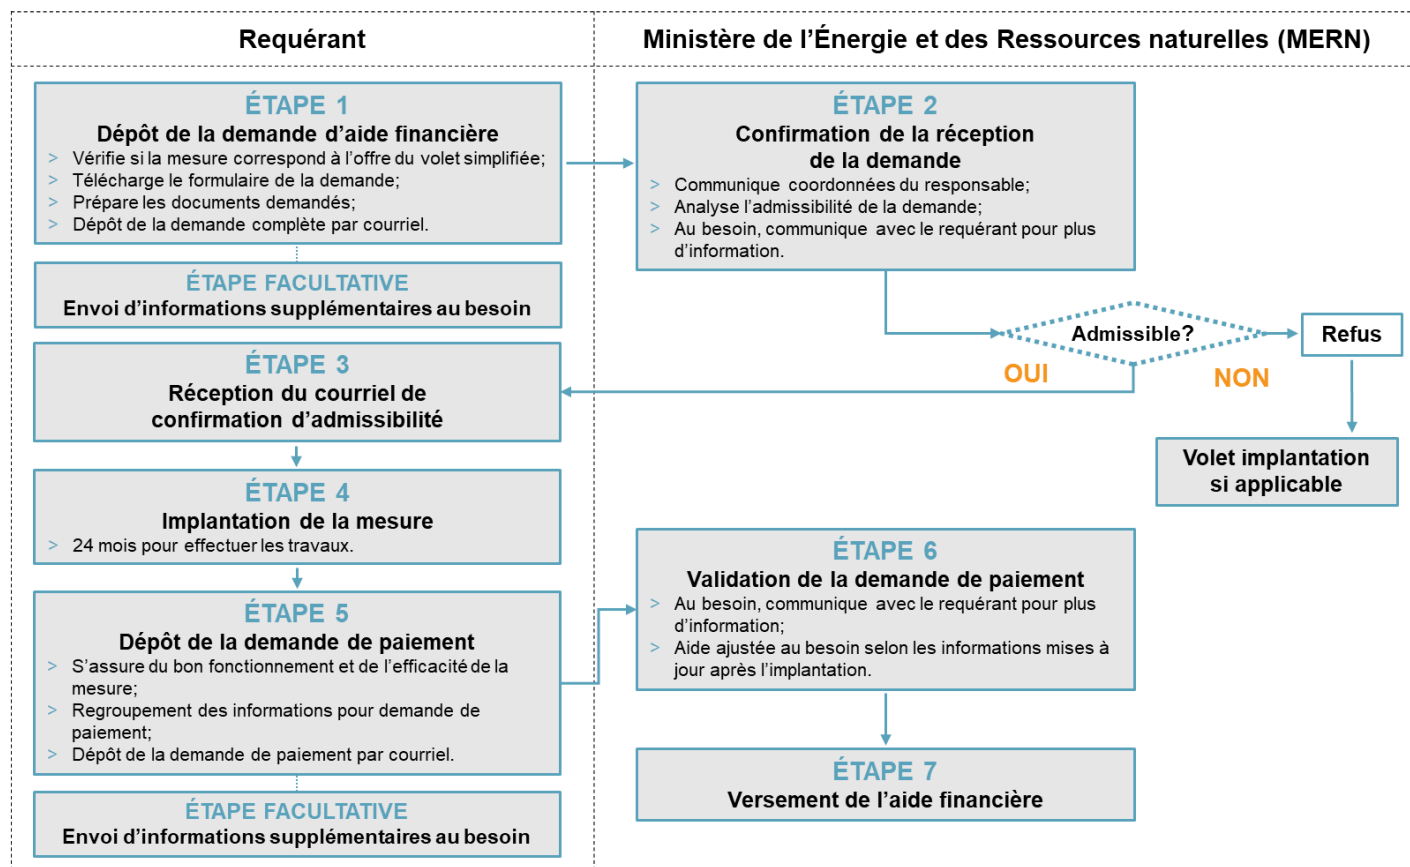 Requérant
Ministère de l’Énergie et des Ressources naturelles (MERN)
ÉTAPE 1
Dépôt de la demande d’aide financière
> Vérifie si la mesure correspond à l’offre du volet simplifiée;
> Télécharge le formulaire de la demande;
> Prépare les documents demandés;
> Dépôt de la demande complète par courriel.
ÉTAPE FACULTATIVE
Envoi d’informations supplémentaires au besoin
ÉTAPE 2
Confirmation de la réception
de la demande
> Communique coordonnées du responsable;
> Analyse l’admissibilité de la demande;
> Au besoin, communique avec le requérant pour plus
d’information.
Admissible?
Refus
OUI
NON
Volet implantation
si applicable
ÉTAPE 3
Réception du courriel de
confirmation d’admissibilité
ÉTAPE 4
Implantation de la mesure
> 24 mois pour effectuer les travaux.
ÉTAPE 5
Dépôt de la demande de paiement
> S’assure du bon fonctionnement et de l’efficacité de la
mesure;
> Regroupement des informations pour demande de
paiement;
> Dépôt de la demande de paiement par courriel.
ÉTAPE FACULTATIVE
Envoi d’informations supplémentaires au besoin
ÉTAPE 6
Validation de la demande de paiement
> Au besoin, communique avec le requérant pour plus
d’information;
> Aide ajustée au besoin selon les informations mises à
jour après l’implantation.
ÉTAPE 7
Versement de l’aide financière